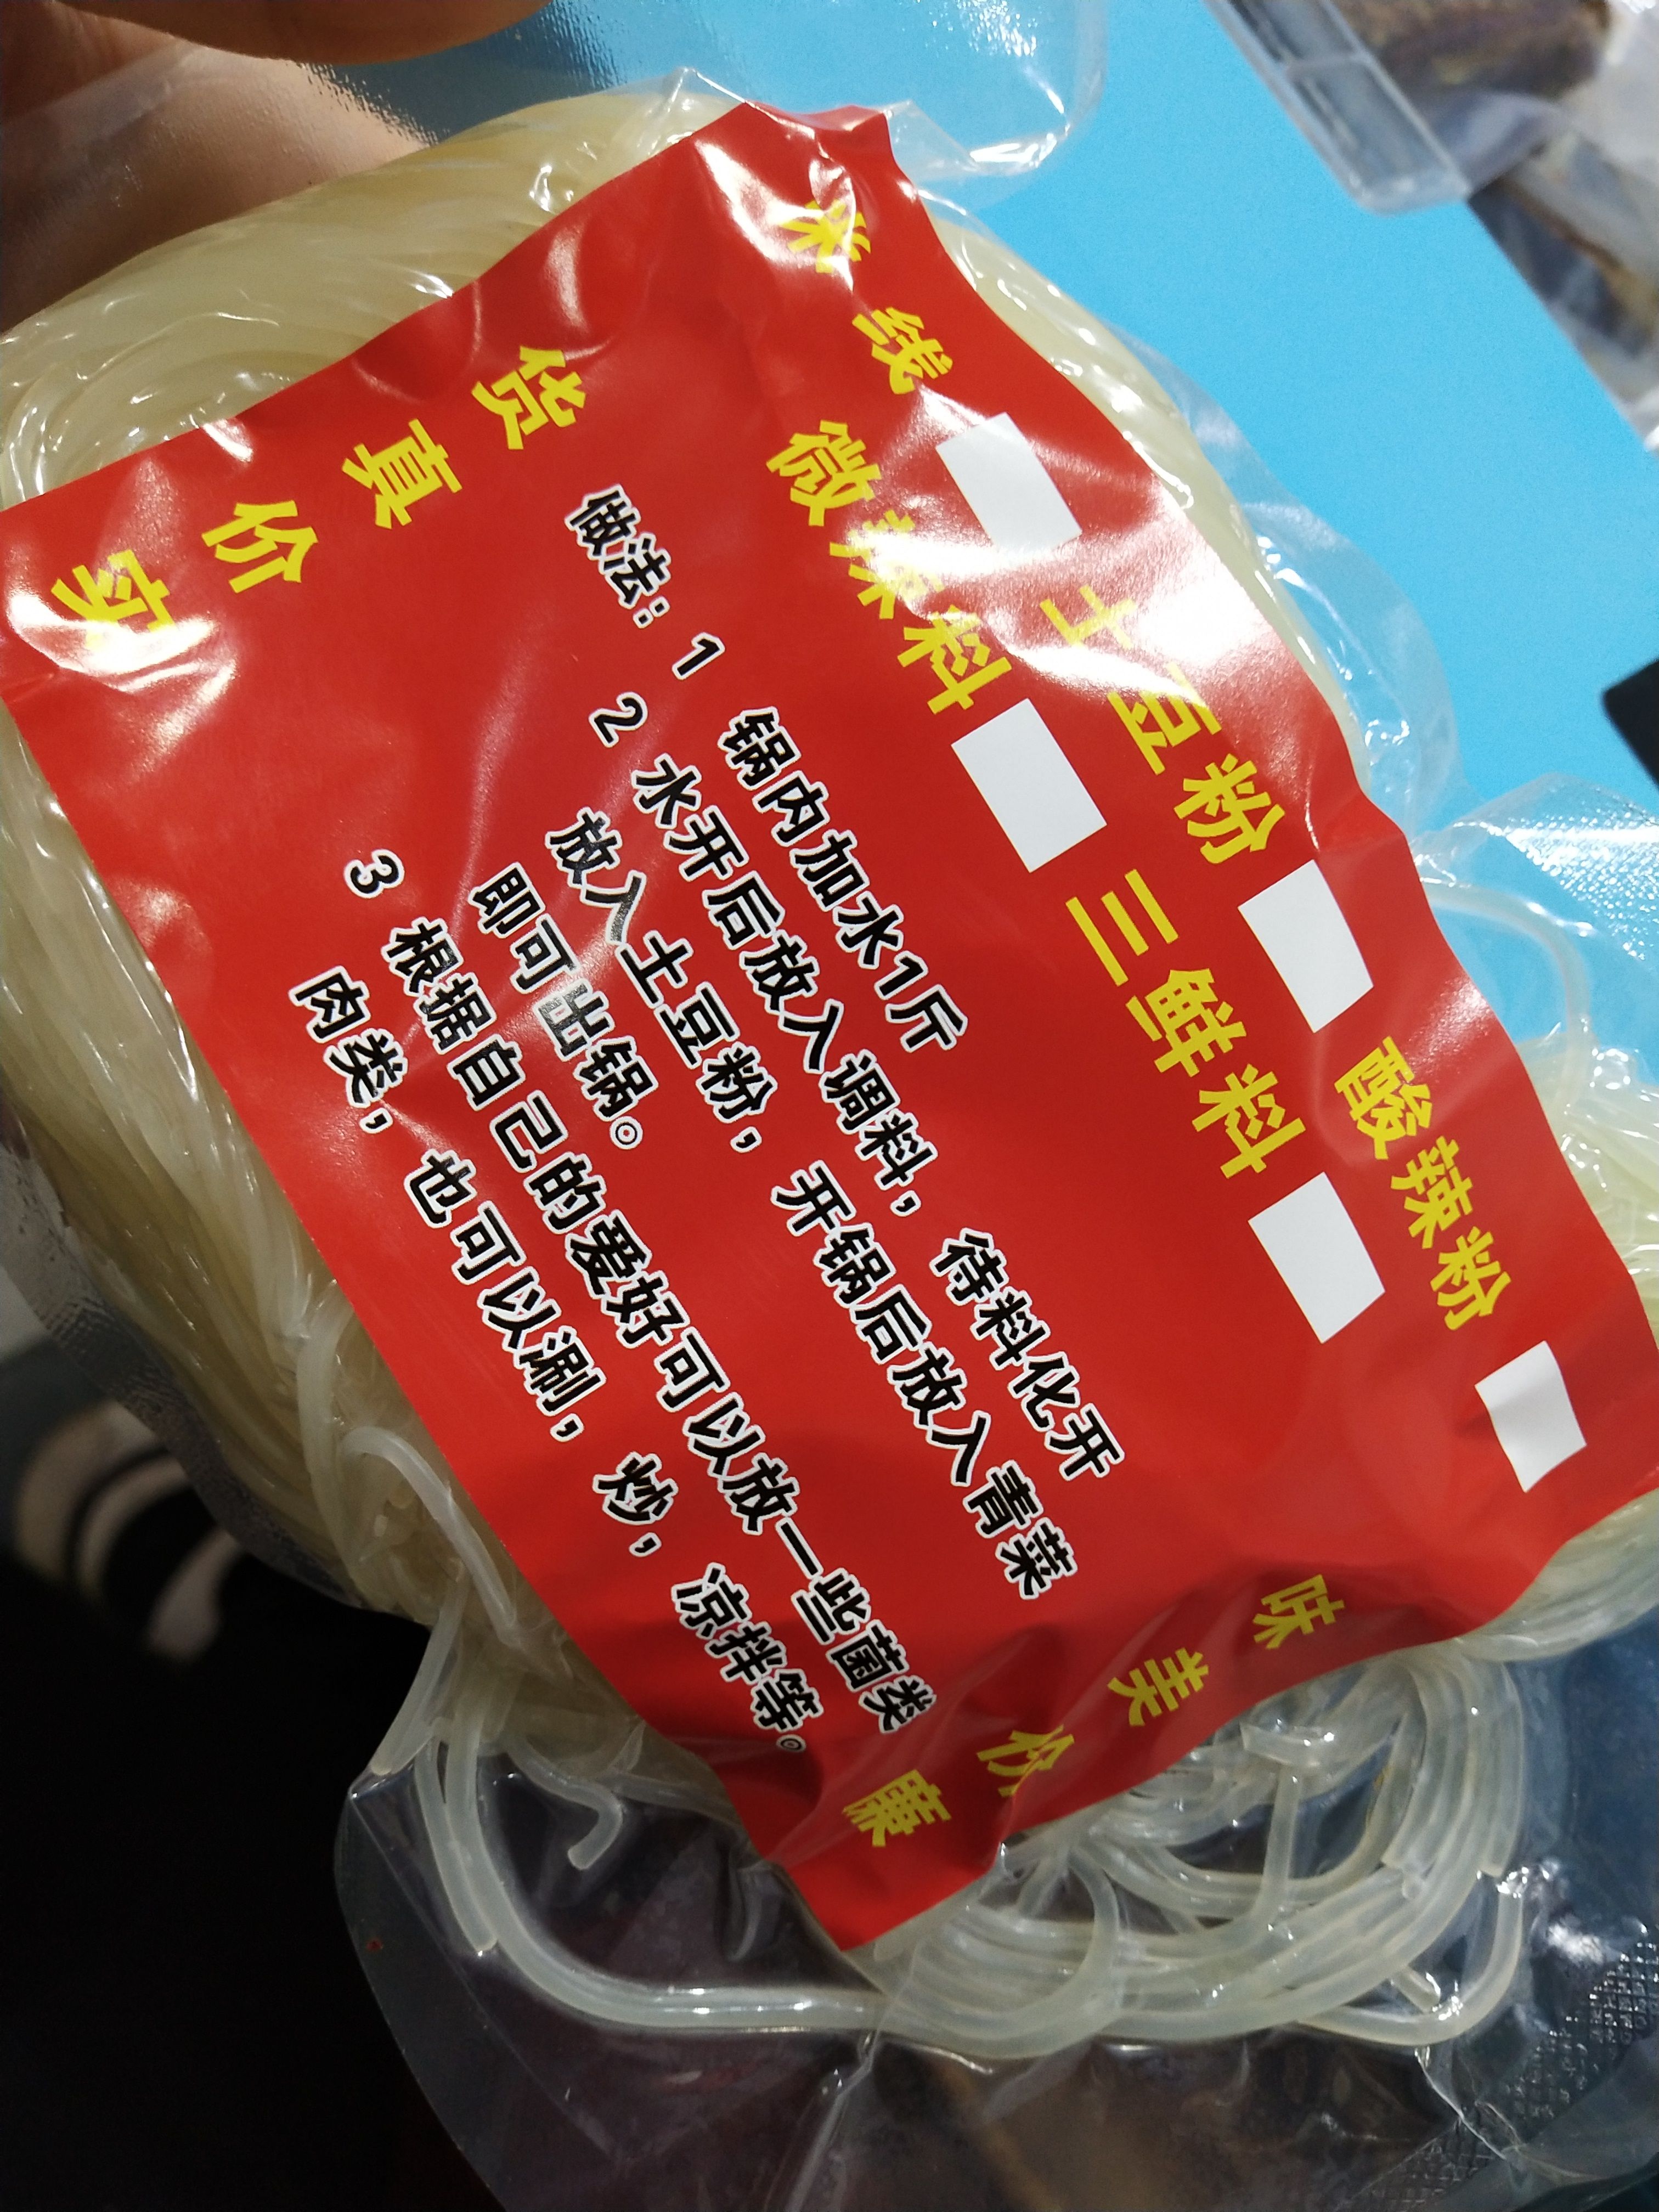 米线 土豆粉 酸辣粉
微辣料 三鲜料
做法：1 锅内加水1斤
2 水开后放入调料，待料化开
放入土豆粉，开锅后放入青菜
即可出锅。
3 根据自己的爱好可以放一些菌类
肉类，也可以涮，炒，凉拌等。
货真价实
味美价廉